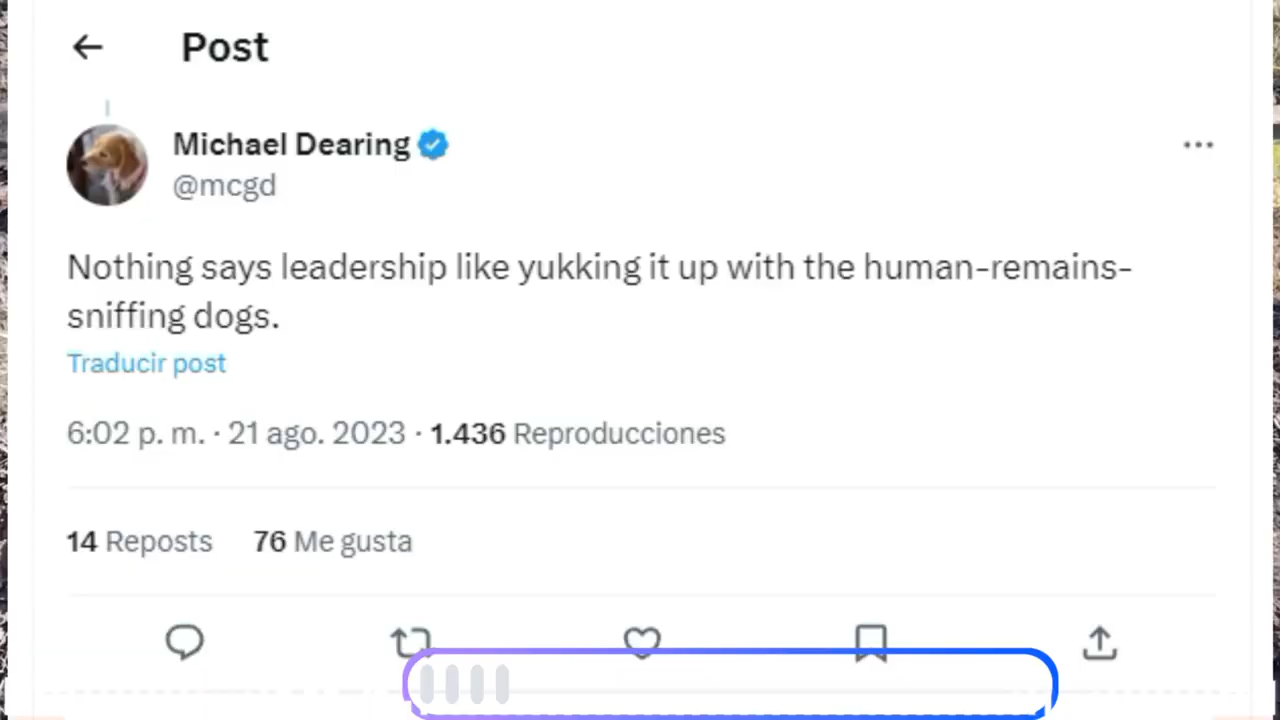 Post
Michael Dearing
@mcgd
Nothing says leadership like yukking it up with the human-remains-
sniffing dogs.
Traducir post
6:02 p. m. · 21 ago. 2023 · 1.436 Reproducciones
14 Reposts 76 Me gusta